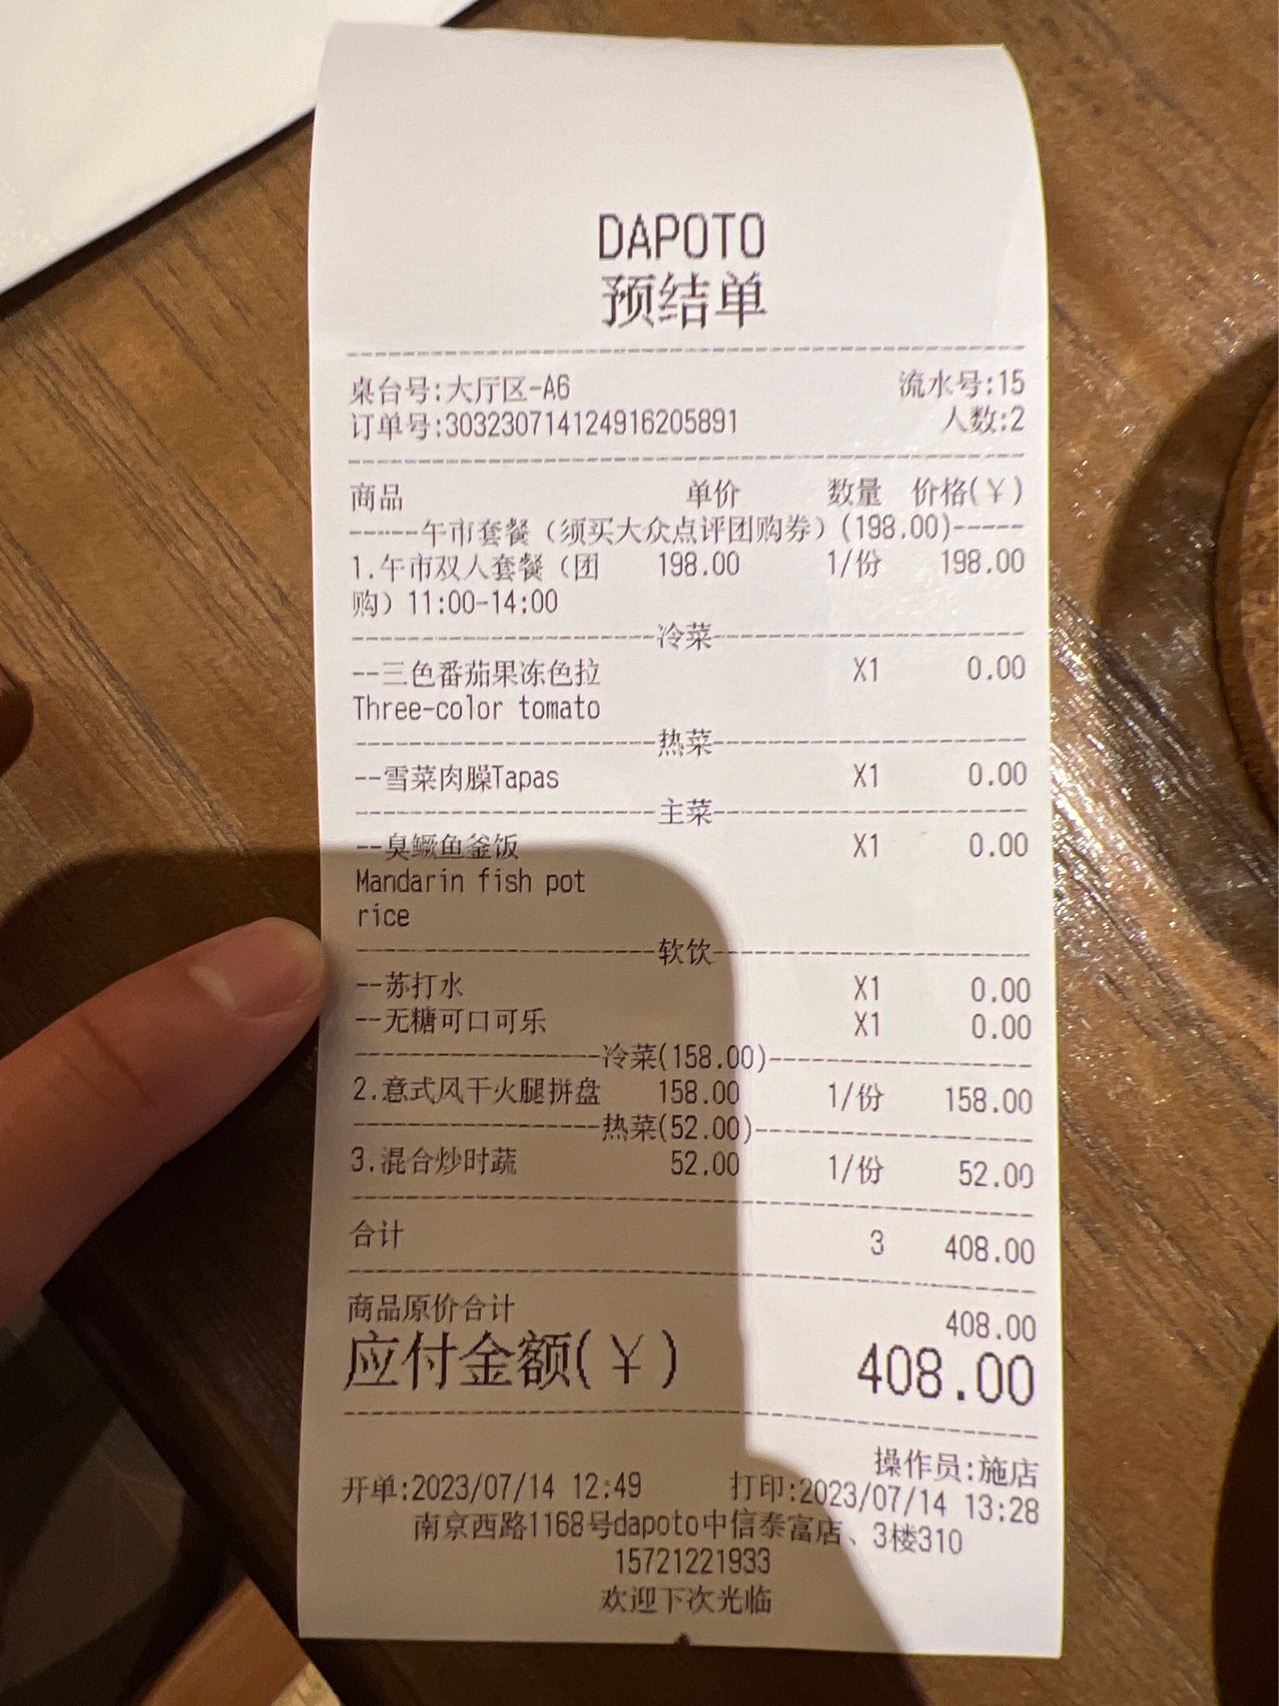 DAPOTO
预结单
桌台号:大厅区-A6 流水号:15
订单号:303230714124916205891 人数:2
商品 单价 数量 价格(¥)
------午市套餐（须买大众点评团购券）(198.00)-----
1.午市双人套餐（团 198.00 1/份 198.00
购）11:00-14:00
冷菜
--三色番茄果冻色拉 X1 0.00
Three-color tomato
热菜
--雪菜肉臊Tapas X1 0.00
主菜
--臭鳜鱼釜饭 X1 0.00
Mandarin fish pot
rice
软饮
--苏打水 X1 0.00
--无糖可口可乐 X1 0.00
冷菜(158.00)
2.意式风干火腿拼盘 158.00 1/份 158.00
热菜(52.00)
3.混合炒时蔬 52.00 1/份 52.00
合计 3 408.00
商品原价合计 408.00
应付金额(¥) 408.00
操作员:施店
开单:2023/07/14 12:49 打印:2023/07/14 13:28
南京西路1168号dapoto中信泰富店、3楼310
15721221933
欢迎下次光临